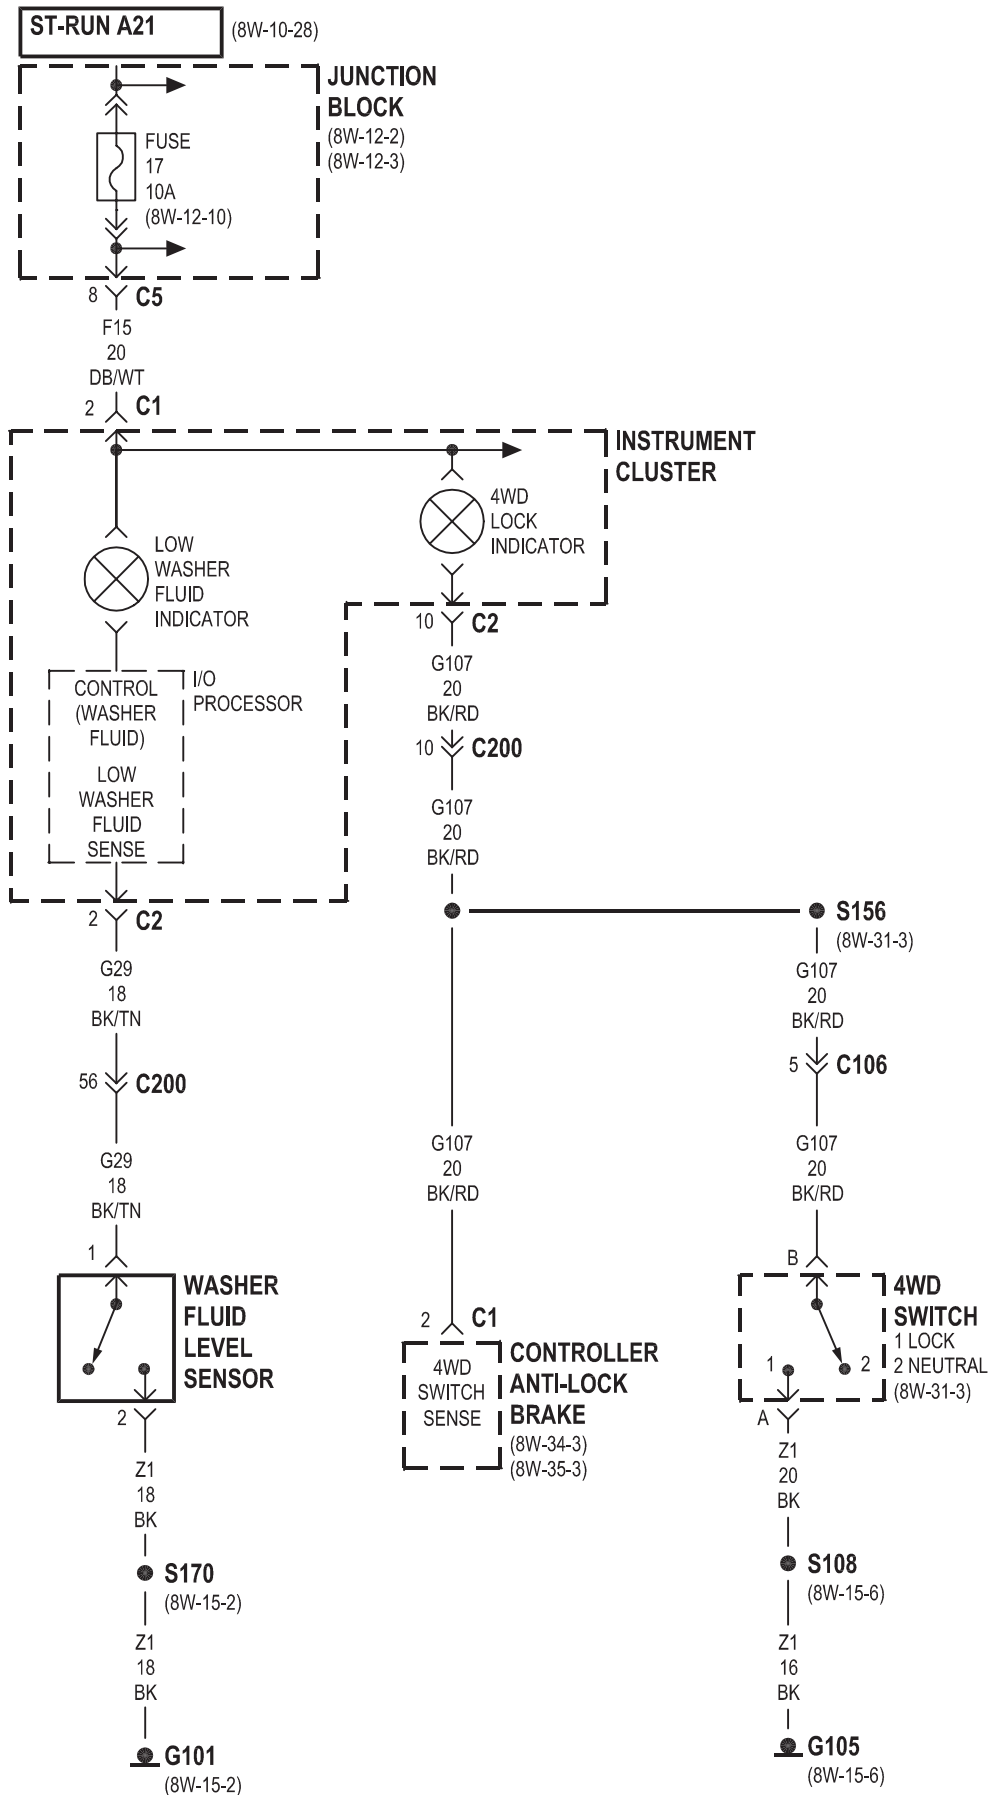 ST-RUN A21
(8W-10-28)
JUNCTION
BLOCK
(8W-12-2)
(8W-12-3)
FUSE
17
10A
(8W-12-10)
8
C5
F15
20
DB/WT
2
C1
INSTRUMENT
CLUSTER
4WD
LOCK
INDICATOR
LOW
WASHER
FLUID
INDICATOR
10
C2
I/O
PROCESSOR
CONTROL
(WASHER
FLUID)
LOW
WASHER
FLUID
SENSE
G107
20
BK/RD
10
C200
G107
20
BK/RD
2
C2
S156
(8W-31-3)
G29
18
BK/TN
G107
20
BK/RD
56
C200
5
C106
G29
18
BK/TN
G107
20
BK/RD
G107
20
BK/RD
1
WASHER
FLUID
LEVEL
SENSOR
2
C1
4WD
SWITCH
SENSE
CONTROLLER
ANTI-LOCK
BRAKE
(8W-34-3)
(8W-35-3)
B
4WD
SWITCH
1 LOCK
2 NEUTRAL
(8W-31-3)
1
2
A
2
Z1
18
BK
Z1
20
BK
S170
(8W-15-2)
S108
(8W-15-6)
Z1
18
BK
Z1
16
BK
G101
(8W-15-2)
G105
(8W-15-6)